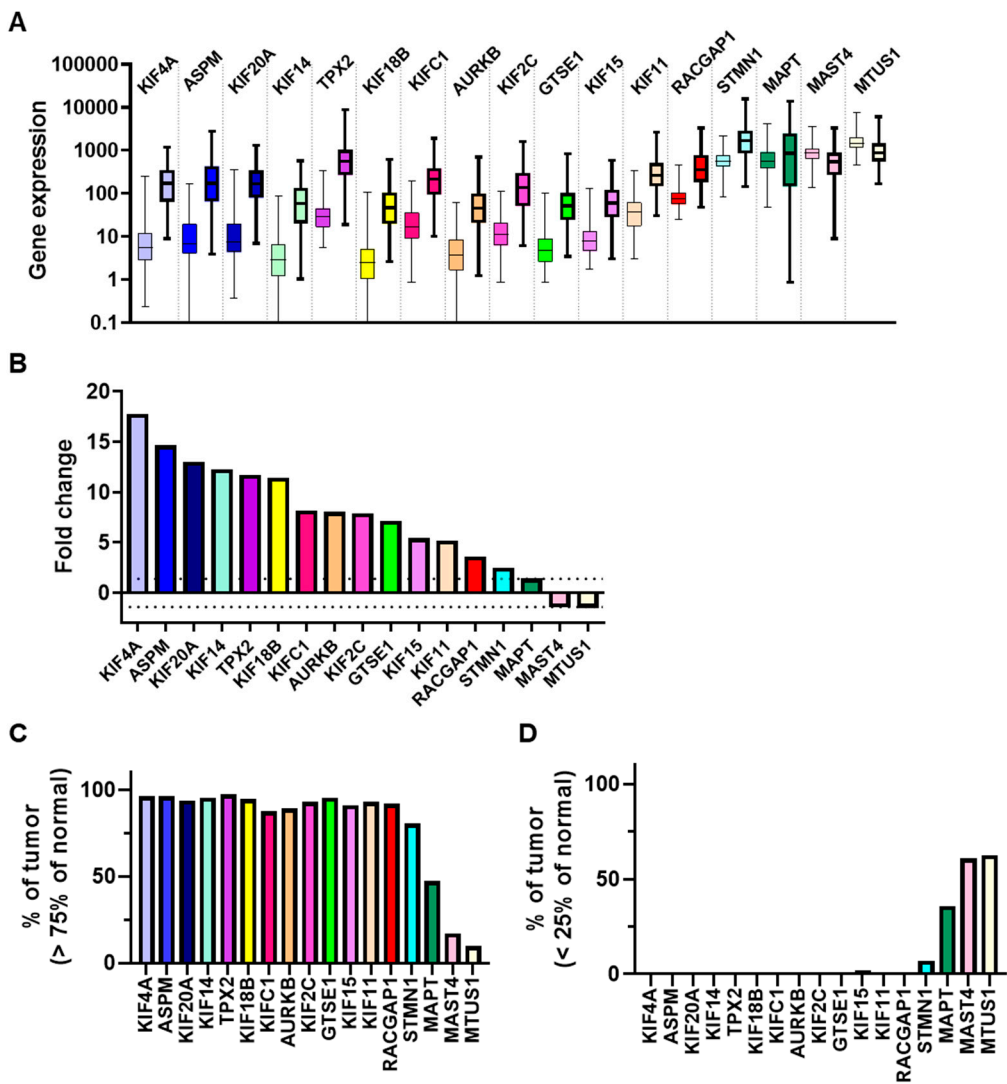 A
KIF4A ASPM KIF20A KIF14 TPX2 KIF18B KIFC1 AURKB KIF2C GTSE1 KIF15 KIF11 RACGAP1 STMN1 MAPT MAST4 MTUS1
Gene expression
100000
10000
1000
100
10
1
0.1
B
Fold change
20
15
10
5
0
KIF4A ASPM KIF20A KIF14 TPX2 KIF18B KIFC1 AURKB KIF2C GTSE1 KIF15 KIF11 RACGAP1 STMN1 MAPT MAST4 MTUS1
C
% of tumor
(> 75% of normal)
100
50
0
KIF4A ASPM KIF20A KIF14 TPX2 KIF18B KIFC1 AURKB KIF2C GTSE1 KIF15 KIF11 RACGAP1 STMN1 MAPT MAST4 MTUS1
D
% of tumor
(< 25% of normal)
100
50
0
KIF4A ASPM KIF20A KIF14 TPX2 KIF18B KIFC1 AURKB KIF2C GTSE1 KIF15 KIF11 RACGAP1 STMN1 MAPT MAST4 MTUS1